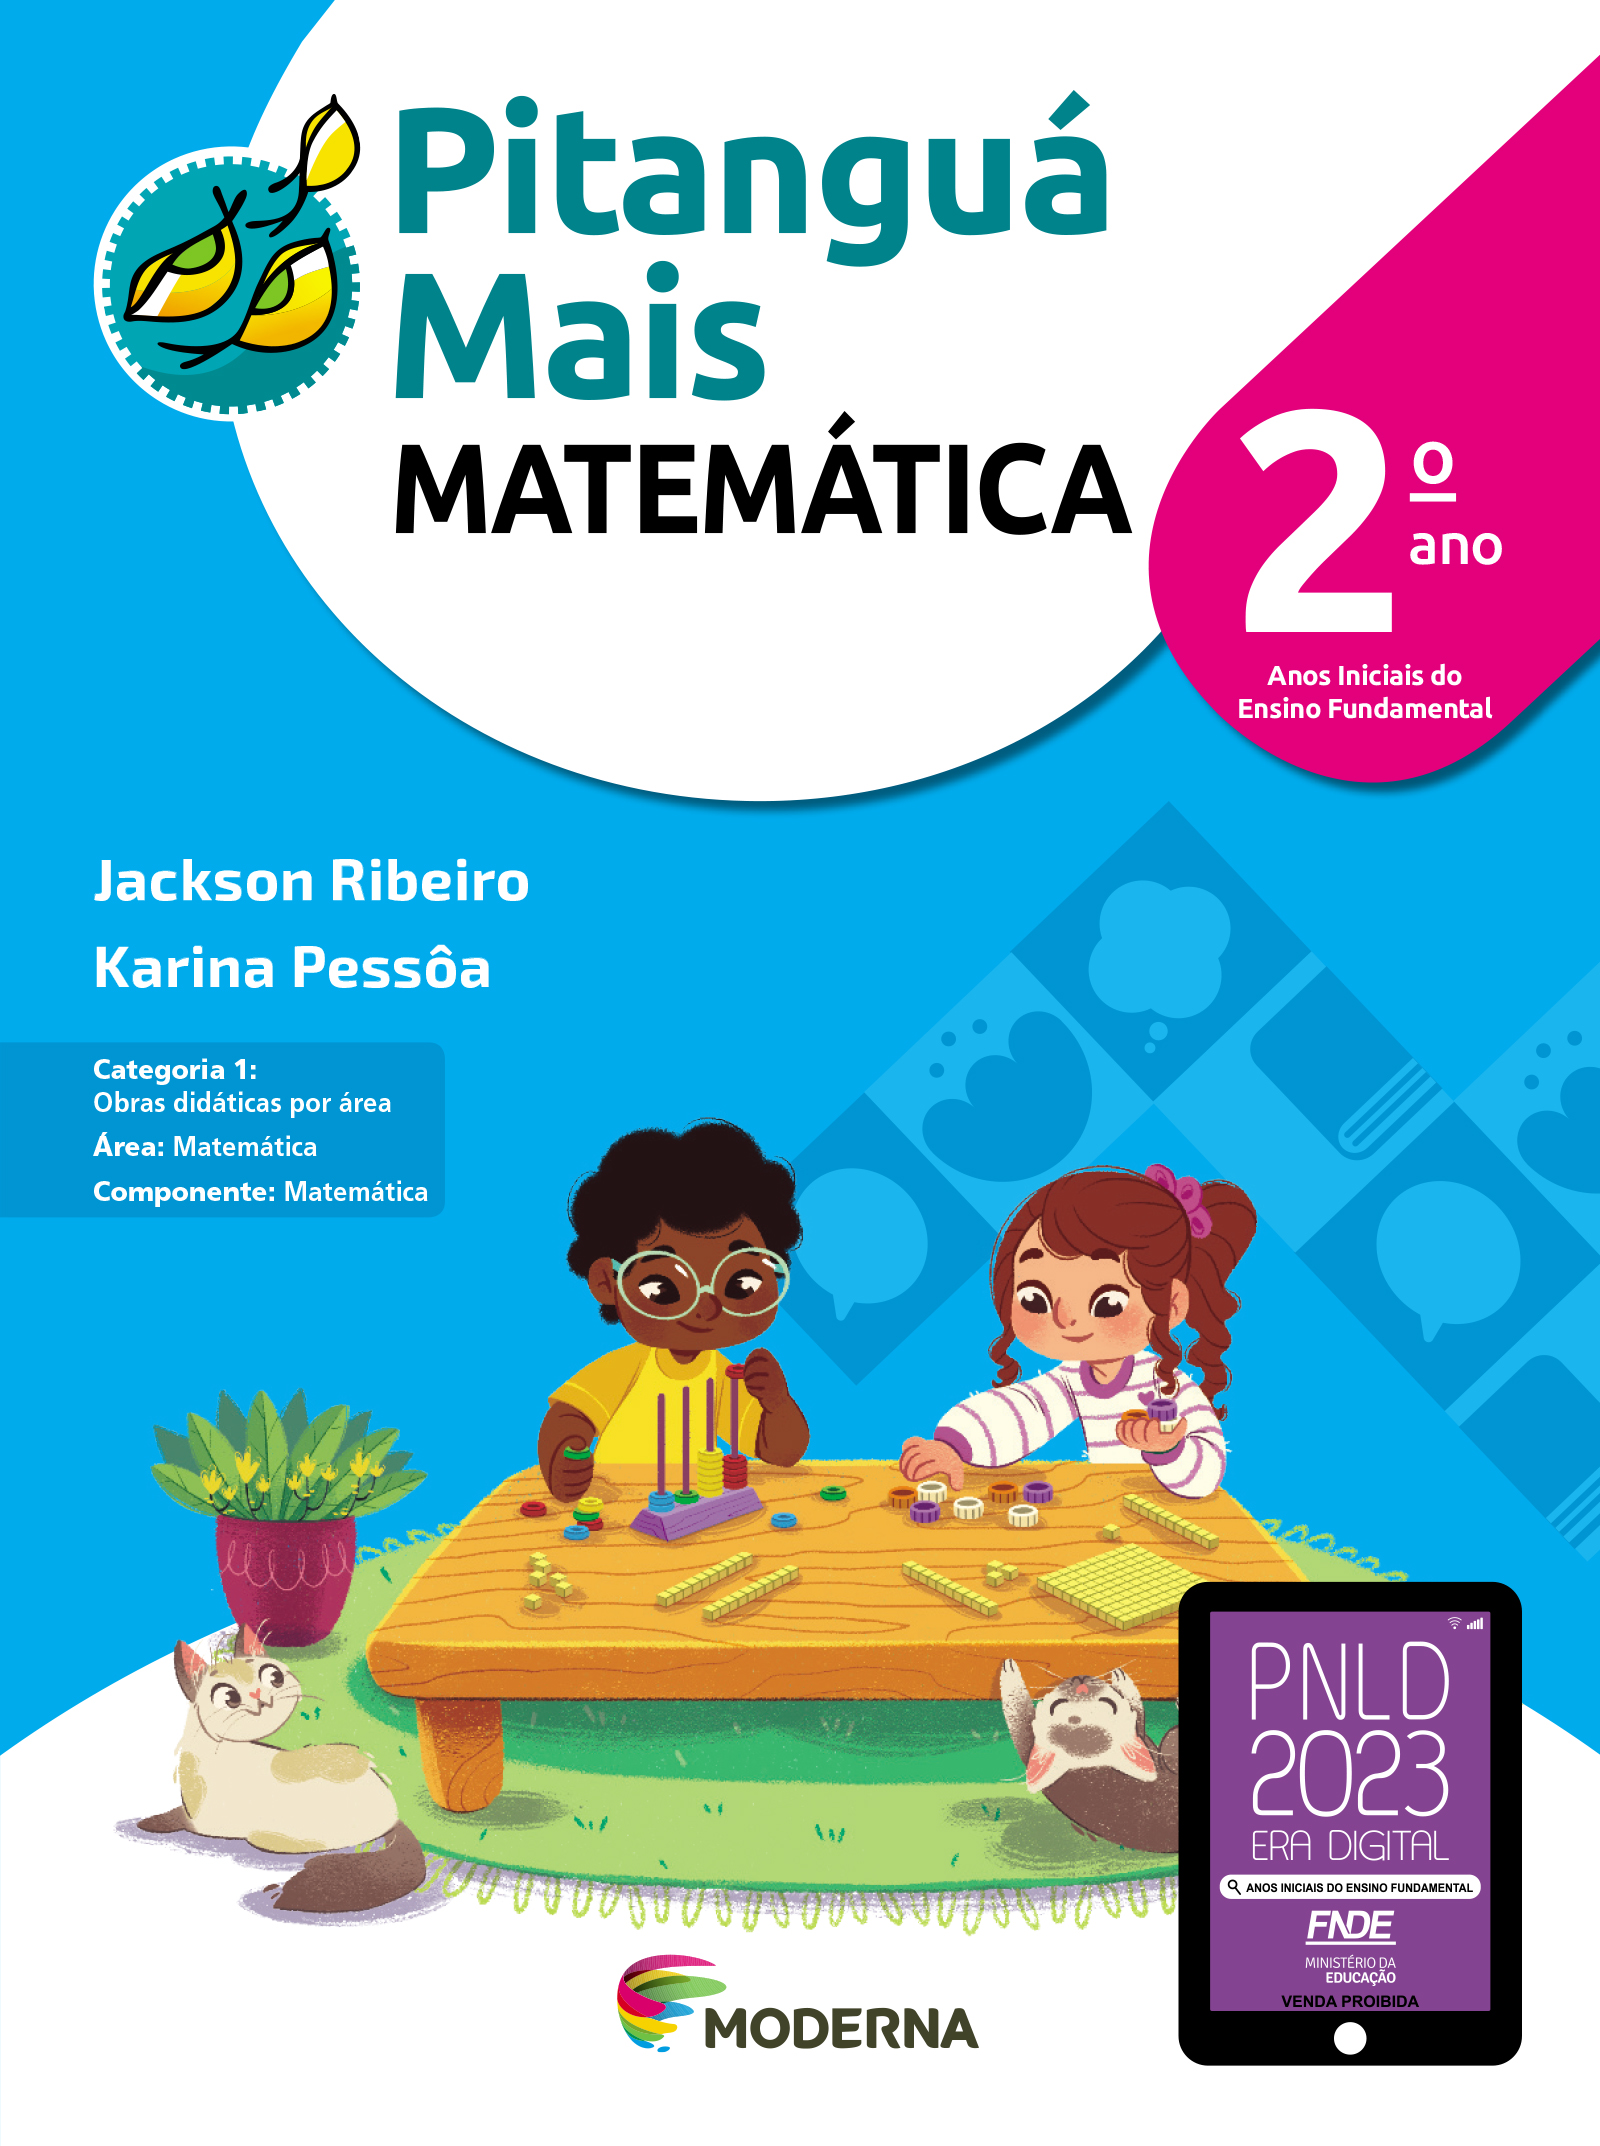 Pitanguá
Mais
MATEMÁTICA
2º
ano
Anos Iniciais do
Ensino Fundamental
Jackson Ribeiro
Karina Pessôa
Categoria 1:
Obras didáticas por área
Área: Matemática
Componente: Matemática
PNLD
2023
ERA DIGITAL
ANOS INICIAIS DO ENSINO FUNDAMENTAL
FNDE
MINISTÉRIO DA
EDUCAÇÃO
VENDA PROIBIDA
MODERNA